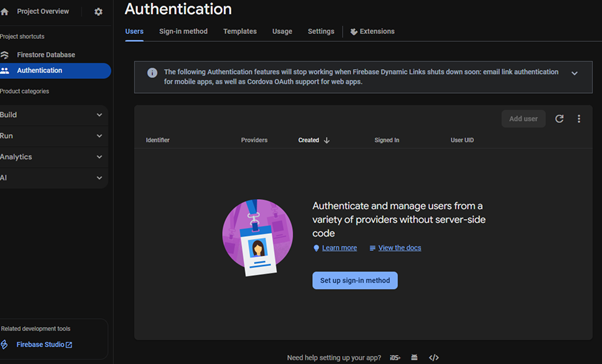 Project Overview
Authentication
Users
Sign-in method
Templates
Usage
Settings
Extensions
Project shortcuts
Firestore Database
Authentication
Product categories
Build
Run
Analytics
AI
Related development tools
Firebase Studio
The following Authentication features will stop working when Firebase Dynamic Links shuts down soon: email link authentication
for mobile apps, as well as Cordova OAuth support for web apps.
Add user
Identifier
Providers
Created
Signed In
User UID
Authenticate and manage users from a
variety of providers without server-side
code
Learn more
View the docs
Set up sign-in method
Need help setting up your app?
iOS+